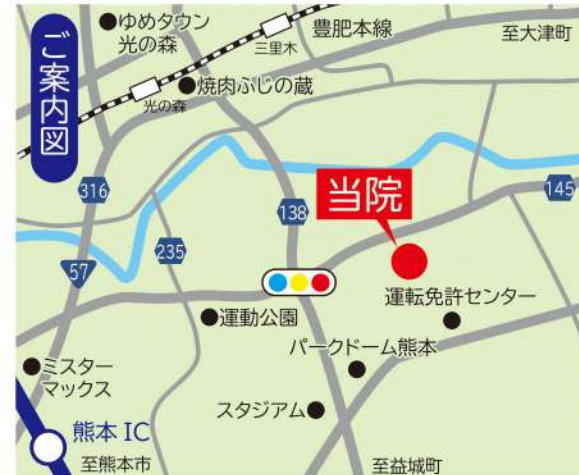 ご案内図
ゆめタウン
光の森
三里木
豊肥本線
至大津町
光の森
焼肉ふじの蔵
316
138
当院
145
57
235
運動公園
運転免許センター
パークドーム熊本
ミスター
マックス
スタジアム
熊本IC
至熊本市
至益城町